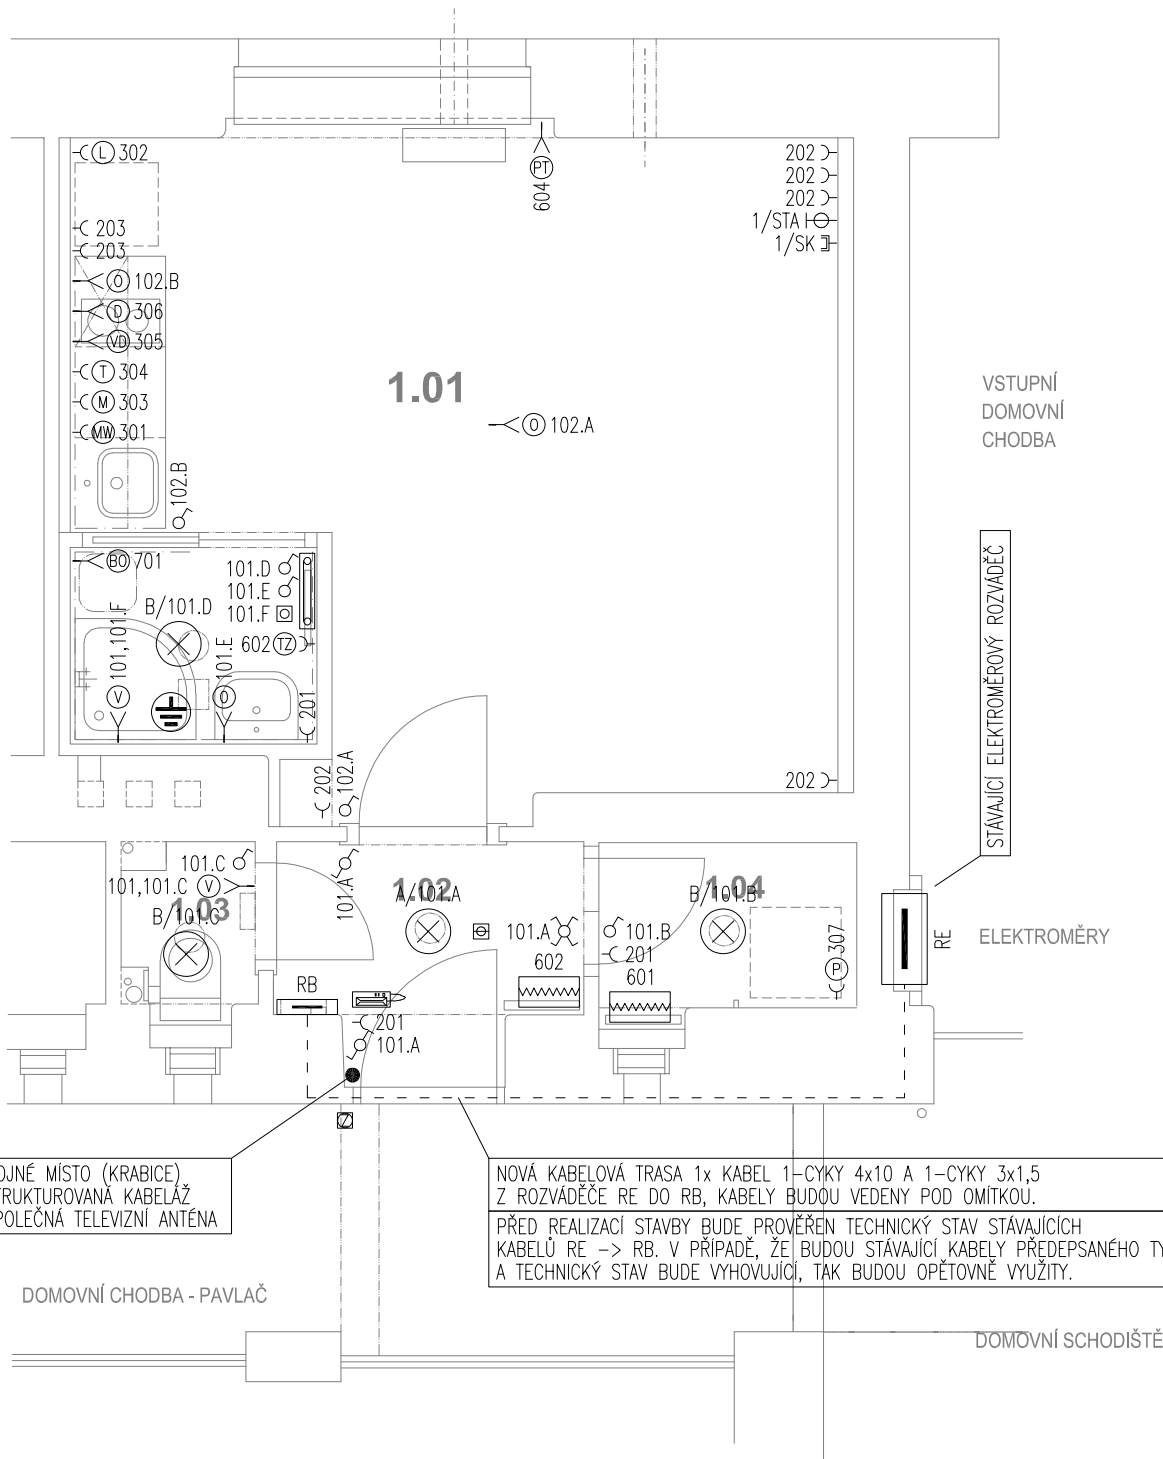 L 302
PT
604
202
202
202
1/STA
1/SK
203
203
O 102.B
D 306
VD 305
T 304
M 303
MW 301
102.B
1.01
O 102.A
VSTUPNÍ
DOMOVNÍ
CHODBA
BO 701
101.D
101.E
101.F
B/101.D
602 TZ
101,101.F
V
101.E
O
201
STÁVAJÍCÍ ELEKTROMĚROVÝ ROZVÁDĚČ
202
102.A
202
101.C
101,101.C V
1.03
B/101.C
101.A
1.02
A/101.A
101.A
602
1.04
B/101.B
101.B
201
601
P 307
RE
ELEKTROMĚRY
RB
201
101.A
OJNÉ MÍSTO (KRABICE)
TRUKTUROVANÁ KABELÁŽ
POLEČNÁ TELEVIZNÍ ANTÉNA
NOVÁ KABELOVÁ TRASA 1x KABEL 1-CYKY 4x10 A 1-CYKY 3x1,5
Z ROZVÁDĚČE RE DO RB, KABELY BUDOU VEDENY POD OMÍTKOU.
PŘED REALIZACÍ STAVBY BUDE PROVĚŘEN TECHNICKÝ STAV STÁVAJÍCÍCH
KABELŮ RE -> RB. V PŘÍPADĚ, ŽE BUDOU STÁVAJÍCÍ KABELY PŘEDEPSANÉHO TY
A TECHNICKÝ STAV BUDE VYHOVUJÍCÍ, TAK BUDOU OPĚTOVNĚ VYUŽITY.
DOMOVNÍ CHODBA - PAVLAČ
DOMOVNÍ SCHODIŠTĚ